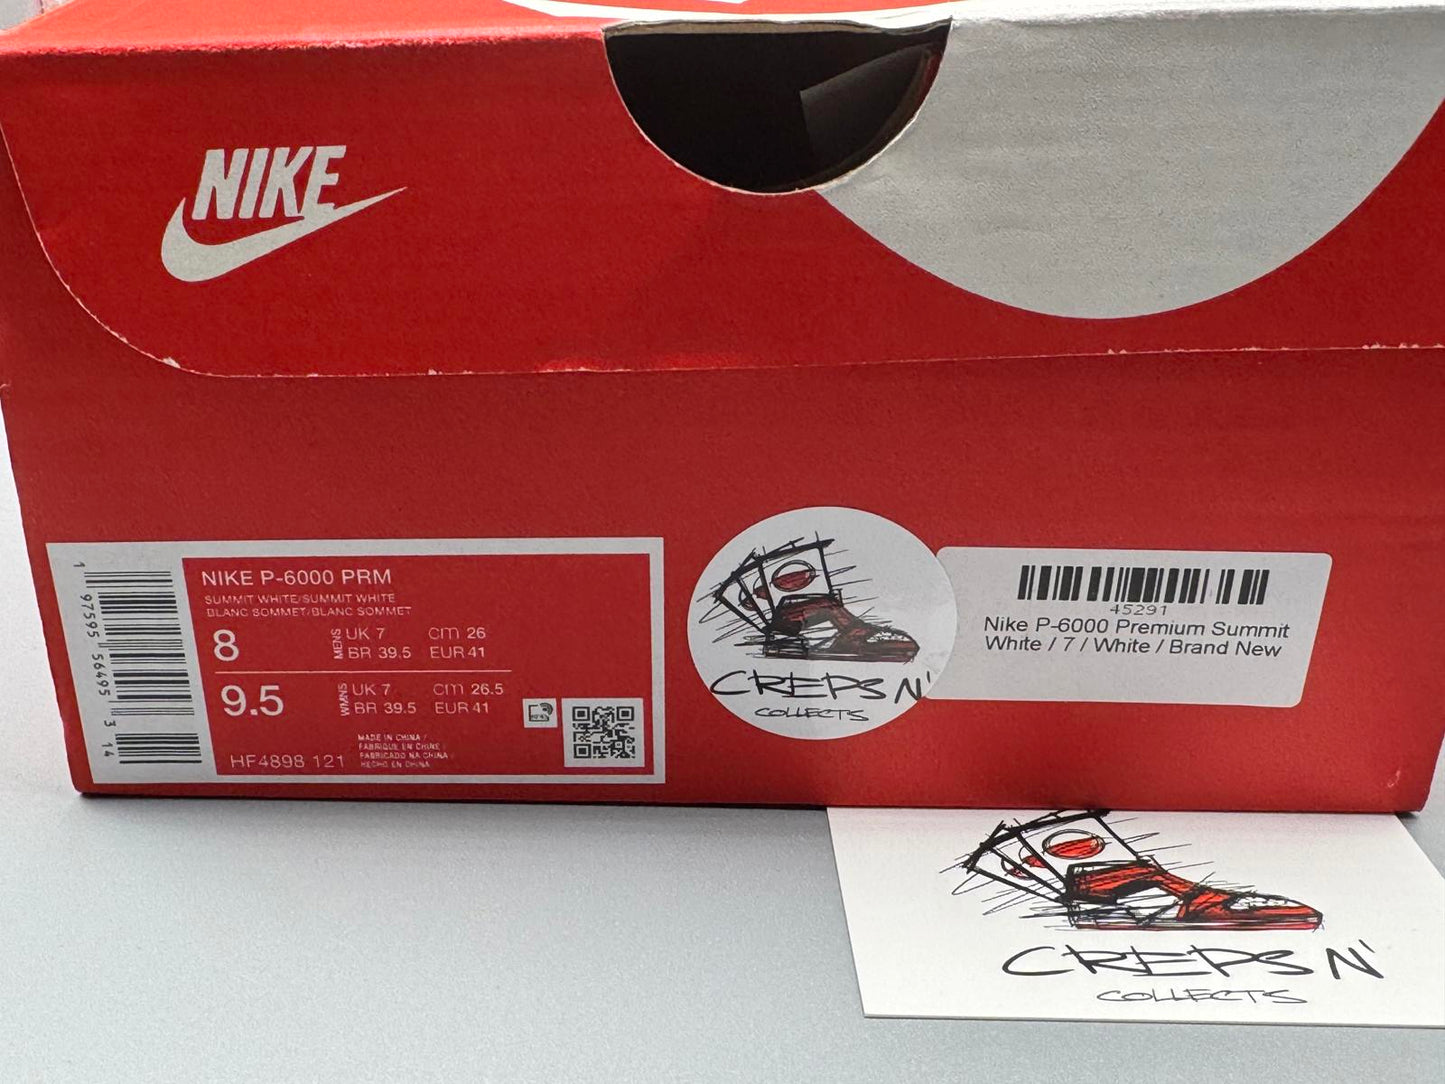 NIKE
NIKE P-6000 PRM
SUMMIT WHITE/SUMMIT WHITE
BLANC SOMMET/BLANC SOMMET
8 MENS UK 7 CM 26
BR 39.5 EUR 41
9.5 WMNS UK 7 CM 26.5
BR 39.5 EUR 41
HF4898 121
MADE IN CHINA /
FABRIQUÉ EN CHINE /
FABRICADO NA CHINA /
HECHO EN CHINA
1 97595 56495 3 14
CREPS N'
COLLECTS
45291
Nike P-6000 Premium Summit
White / 7 / White / Brand New
CREPS N'
COLLECTS